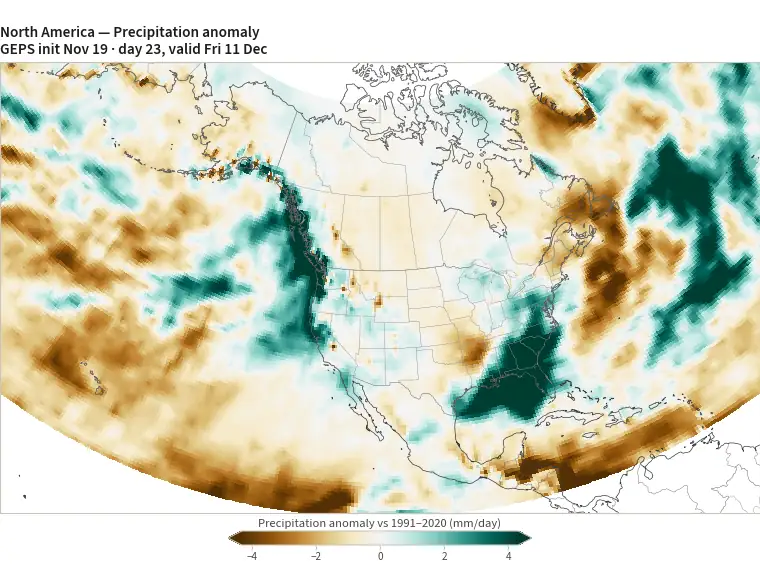 North America — Precipitation anomaly
GEPS init Nov 19 · day 23, valid Fri 11 Dec
Precipitation anomaly vs 1991–2020 (mm/day)
−4 −2 0 2 4